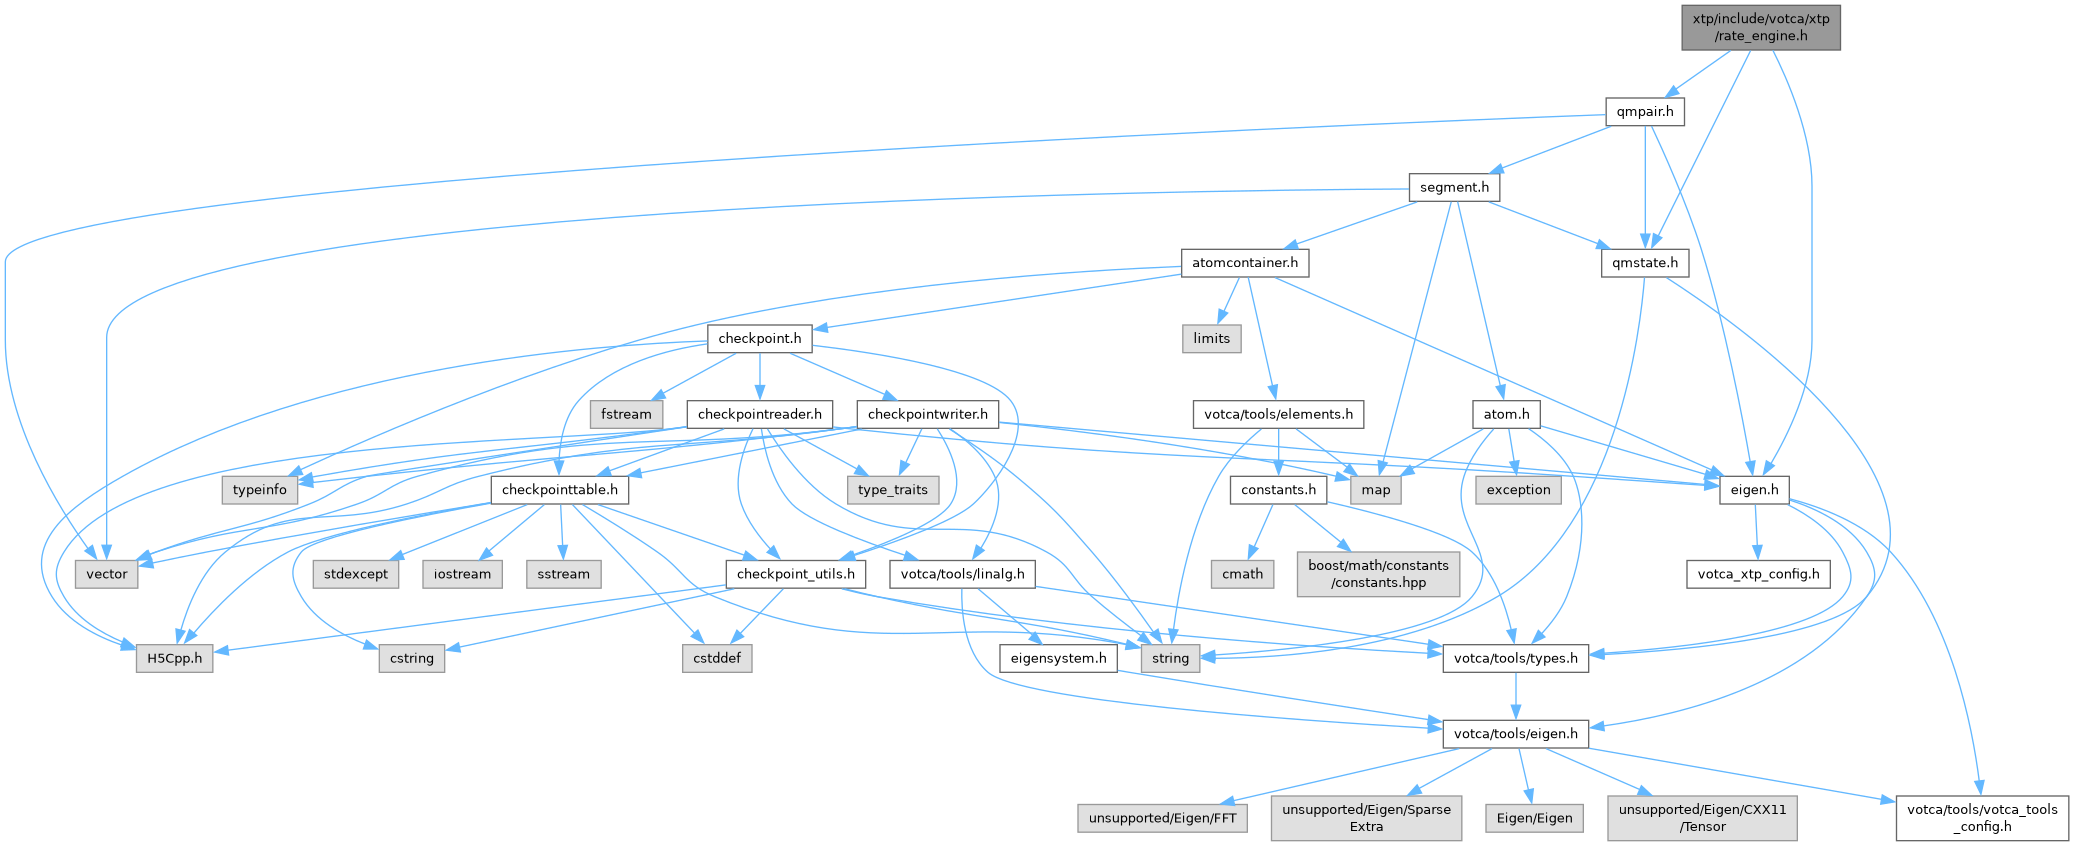 xtp/include/votca/xtp
/rate_engine.h
qmpair.h
segment.h
atomcontainer.h
qmstate.h
checkpoint.h
limits
fstream
checkpointreader.h
checkpointwriter.h
votca/tools/elements.h
atom.h
typeinfo
checkpointtable.h
type_traits
constants.h
map
exception
eigen.h
vector
stdexcept
iostream
sstream
checkpoint_utils.h
votca/tools/linalg.h
cmath
boost/math/constants
/constants.hpp
votca_xtp_config.h
H5Cpp.h
cstring
cstddef
eigensystem.h
string
votca/tools/types.h
votca/tools/eigen.h
unsupported/Eigen/FFT
unsupported/Eigen/Sparse
Extra
Eigen/Eigen
unsupported/Eigen/CXX11
/Tensor
votca/tools/votca_tools
_config.h